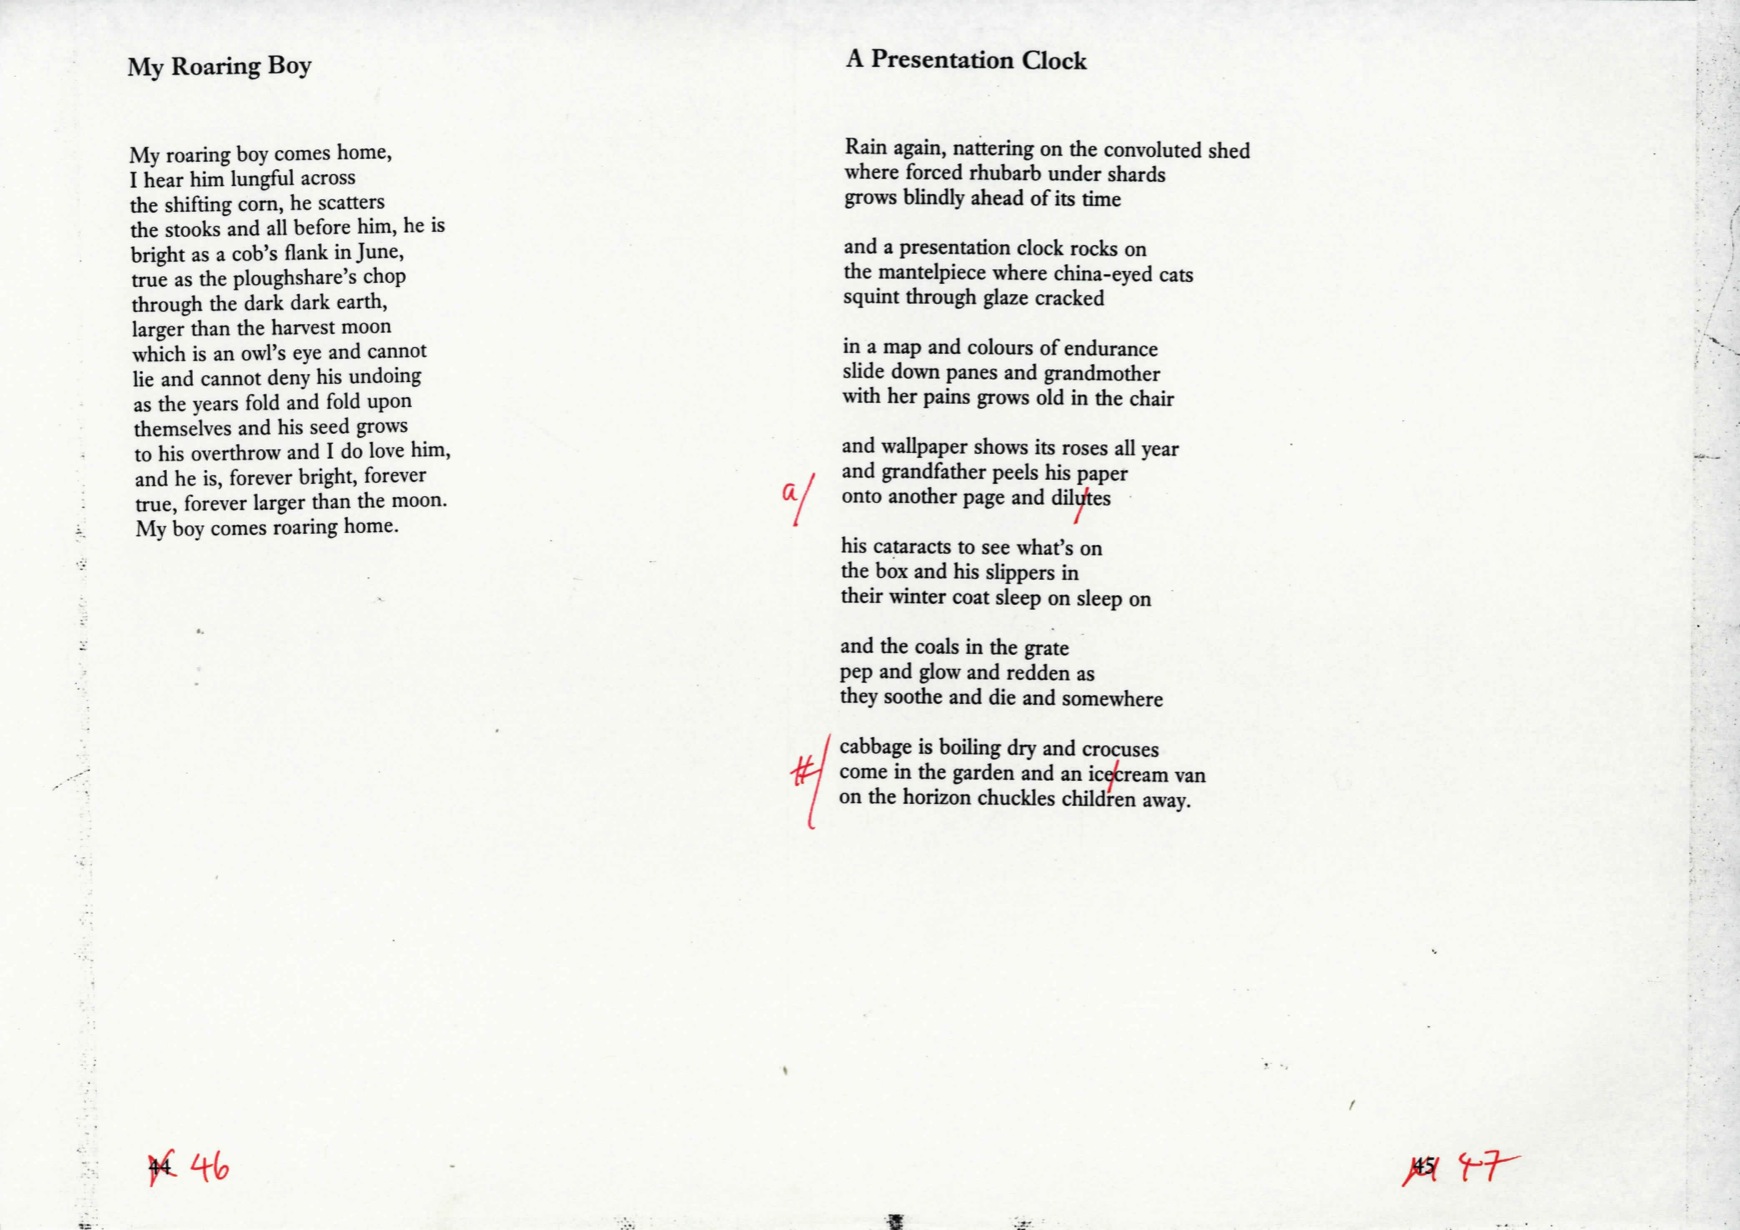 My Roaring Boy
My roaring boy comes home,
I hear him lungful across
the shifting corn, he scatters
the stooks and all before him, he is
bright as a cob's flank in June,
true as the ploughshare's chop
through the dark dark earth,
larger than the harvest moon
which is an owl's eye and cannot
lie and cannot deny his undoing
as the years fold and fold upon
themselves and his seed grows
to his overthrow and I do love him,
and he is, forever bright, forever
true, forever larger than the moon.
My boy comes roaring home.
44 46
A Presentation Clock
Rain again, nattering on the convoluted shed
where forced rhubarb under shards
grows blindly ahead of its time
and a presentation clock rocks on
the mantelpiece where china-eyed cats
squint through glaze cracked
in a map and colours of endurance
slide down panes and grandmother
with her pains grows old in the chair
and wallpaper shows its roses all year
and grandfather peels his paper
a/ onto another page and dilutes
his cataracts to see what's on
the box and his slippers in
their winter coat sleep on sleep on
and the coals in the grate
pep and glow and redden as
they soothe and die and somewhere
cabbage is boiling dry and crocuses
#/ come in the garden and an icecream van
on the horizon chuckles children away.
45 47